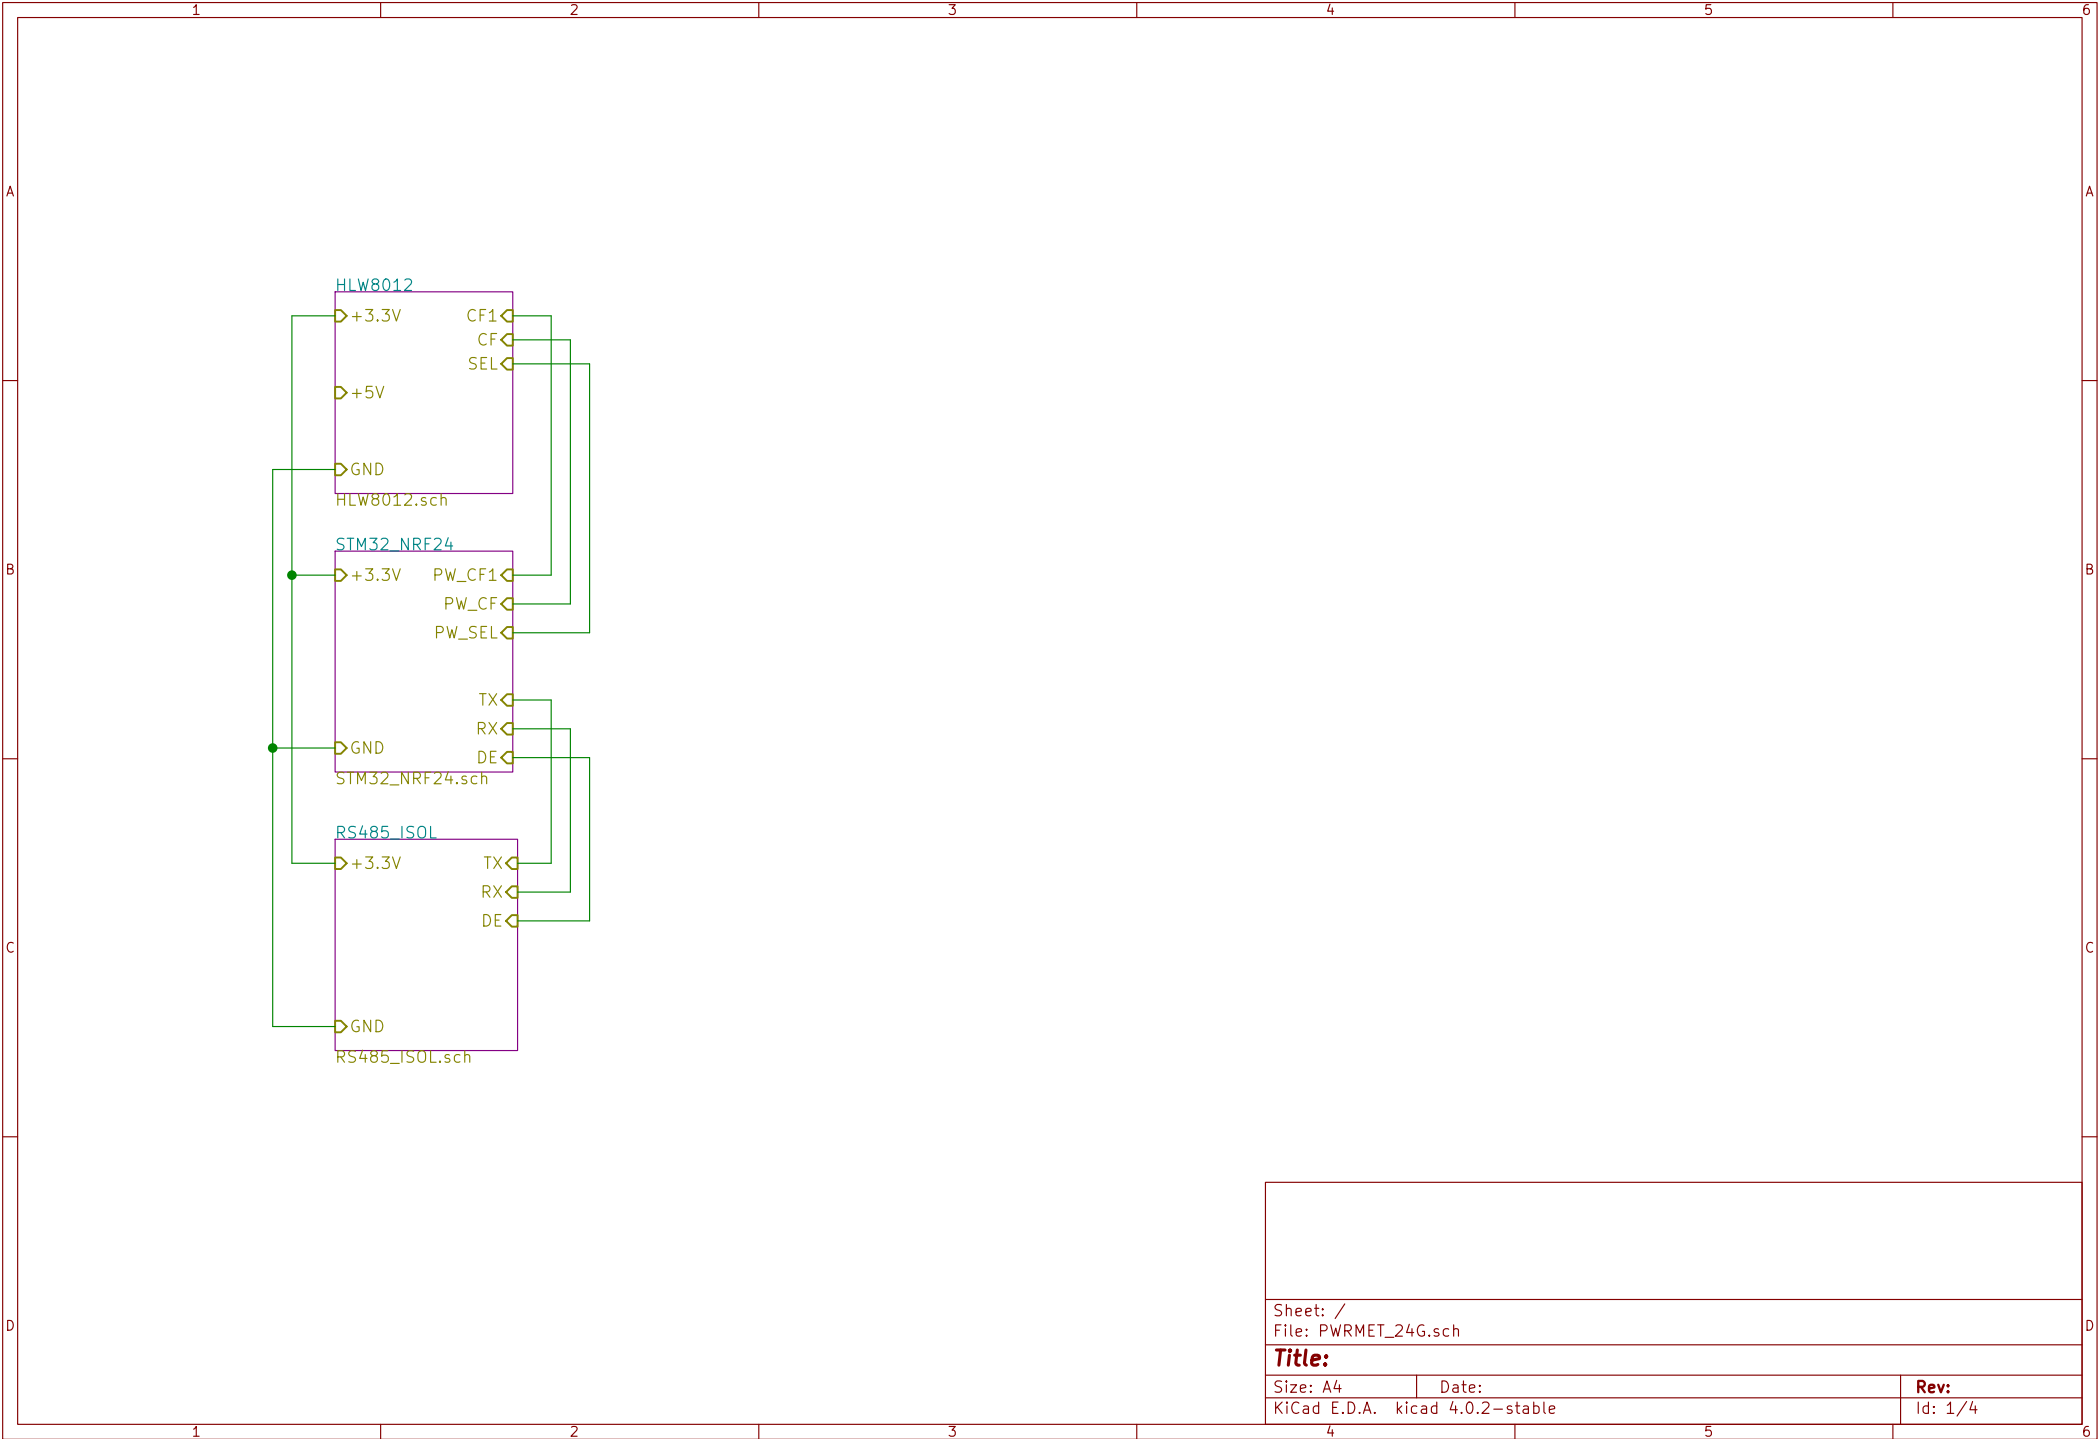 1 2 3 4 5 6
A A
HLW8012
+3.3V CF1
CF
SEL
+5V
GND
HLW8012.sch
STM32_NRF24
B B
+3.3V PW_CF1
PW_CF
PW_SEL
TX
RX
GND
DE
STM32_NRF24.sch
RS485_ISOL
+3.3V TX
RX
DE
C C
GND
RS485_ISOL.sch
Sheet: /
D D
File: PWRMET_24G.sch
Title:
Size: A4 Date: Rev:
KiCad E.D.A. kicad 4.0.2-stable Id: 1/4
1 2 3 4 5 6